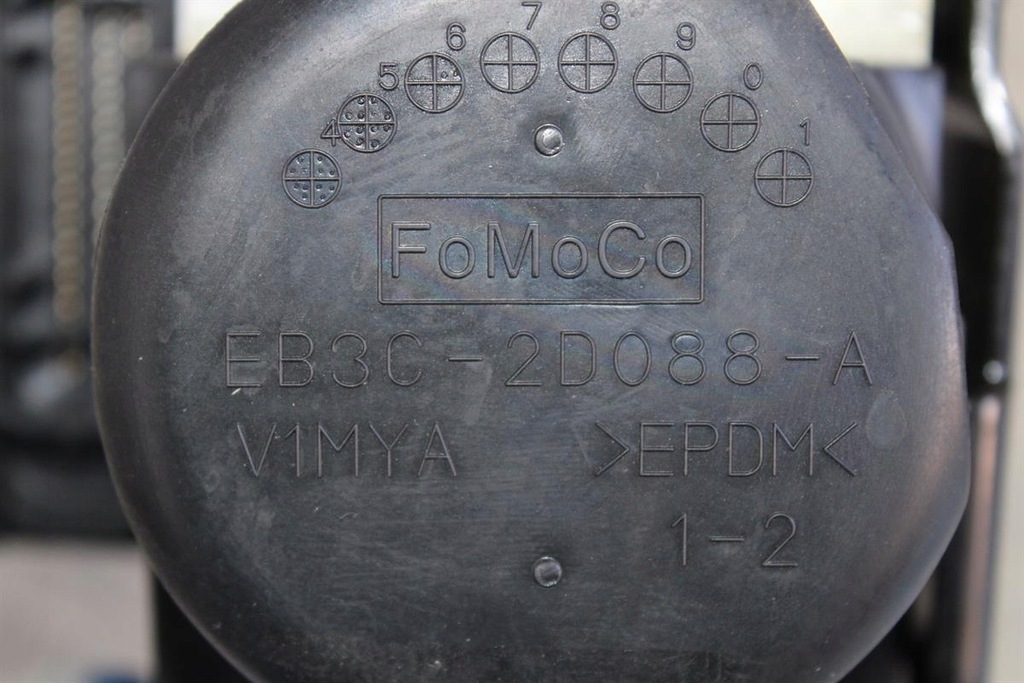 4 5 6 7 8 9 0 1
FoMoCo
EB3C-2D088-A
V1MYA >EPDM<
1-2